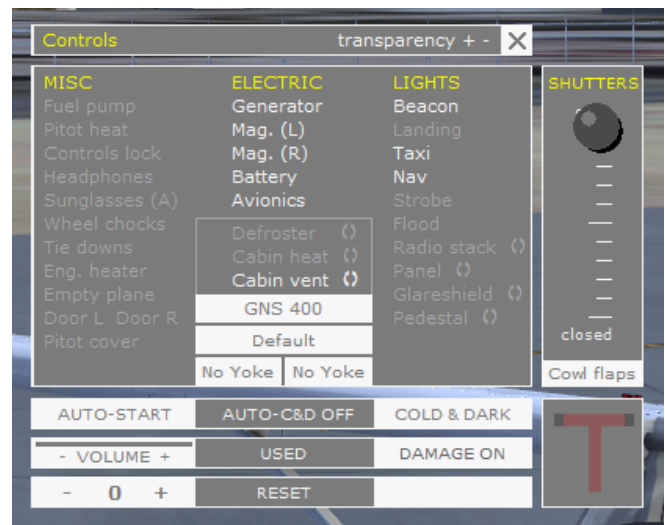 Controls transparency + - X
MISC
Fuel pump
Pitot heat
Controls lock
Headphones
Sunglasses (A)
Wheel chocks
Tie downs
Eng. heater
Empty plane
Door L Door R
Pitot cover
ELECTRIC
Generator
Mag. (L)
Mag. (R)
Battery
Avionics
Defroster
Cabin heat
Cabin vent
GNS 400
Default
No Yoke No Yoke
LIGHTS
Beacon
Landing
Taxi
Nav
Strobe
Flood
Radio stack
Panel
Glareshield
Pedestal
SHUTTERS
closed
Cowl flaps
AUTO-START AUTO-C&D OFF COLD & DARK
- VOLUME + USED DAMAGE ON
- 0 + RESET